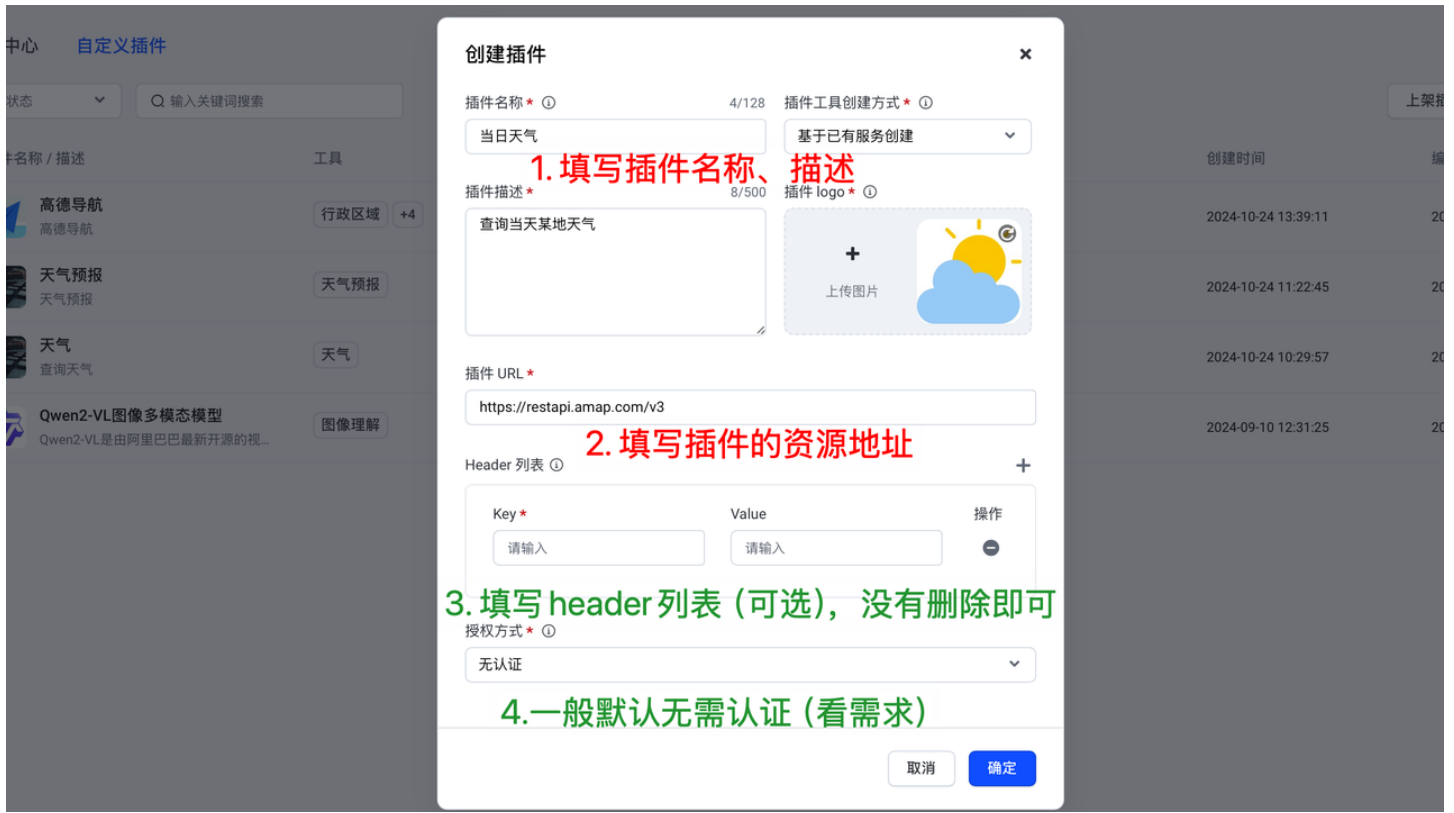 中心 自定义插件
状态 输入关键词搜索 上架插
件名称 / 描述 工具 创建时间 编
高德导航
高德导航
行政区域 +4 2024-10-24 13:39:11 20
天气预报
天气预报
天气预报 2024-10-24 11:22:45 20
天气
查询天气
天气 2024-10-24 10:29:57 20
Qwen2-VL图像多模态模型
Qwen2-VL是由阿里巴巴最新开源的视...
图像理解 2024-09-10 12:31:25 20
创建插件
插件名称 * 4/128 插件工具创建方式 *
当日天气 基于已有服务创建
1. 填写插件名称、描述
插件描述 * 8/500 插件 logo *
查询当天某地天气
上传图片
插件 URL *
https://restapi.amap.com/v3
2. 填写插件的资源地址
Header 列表
Key * Value 操作
请输入 请输入
3. 填写 header 列表（可选），没有删除即可
授权方式 *
无认证
4.一般默认无需认证（看需求）
取消 确定